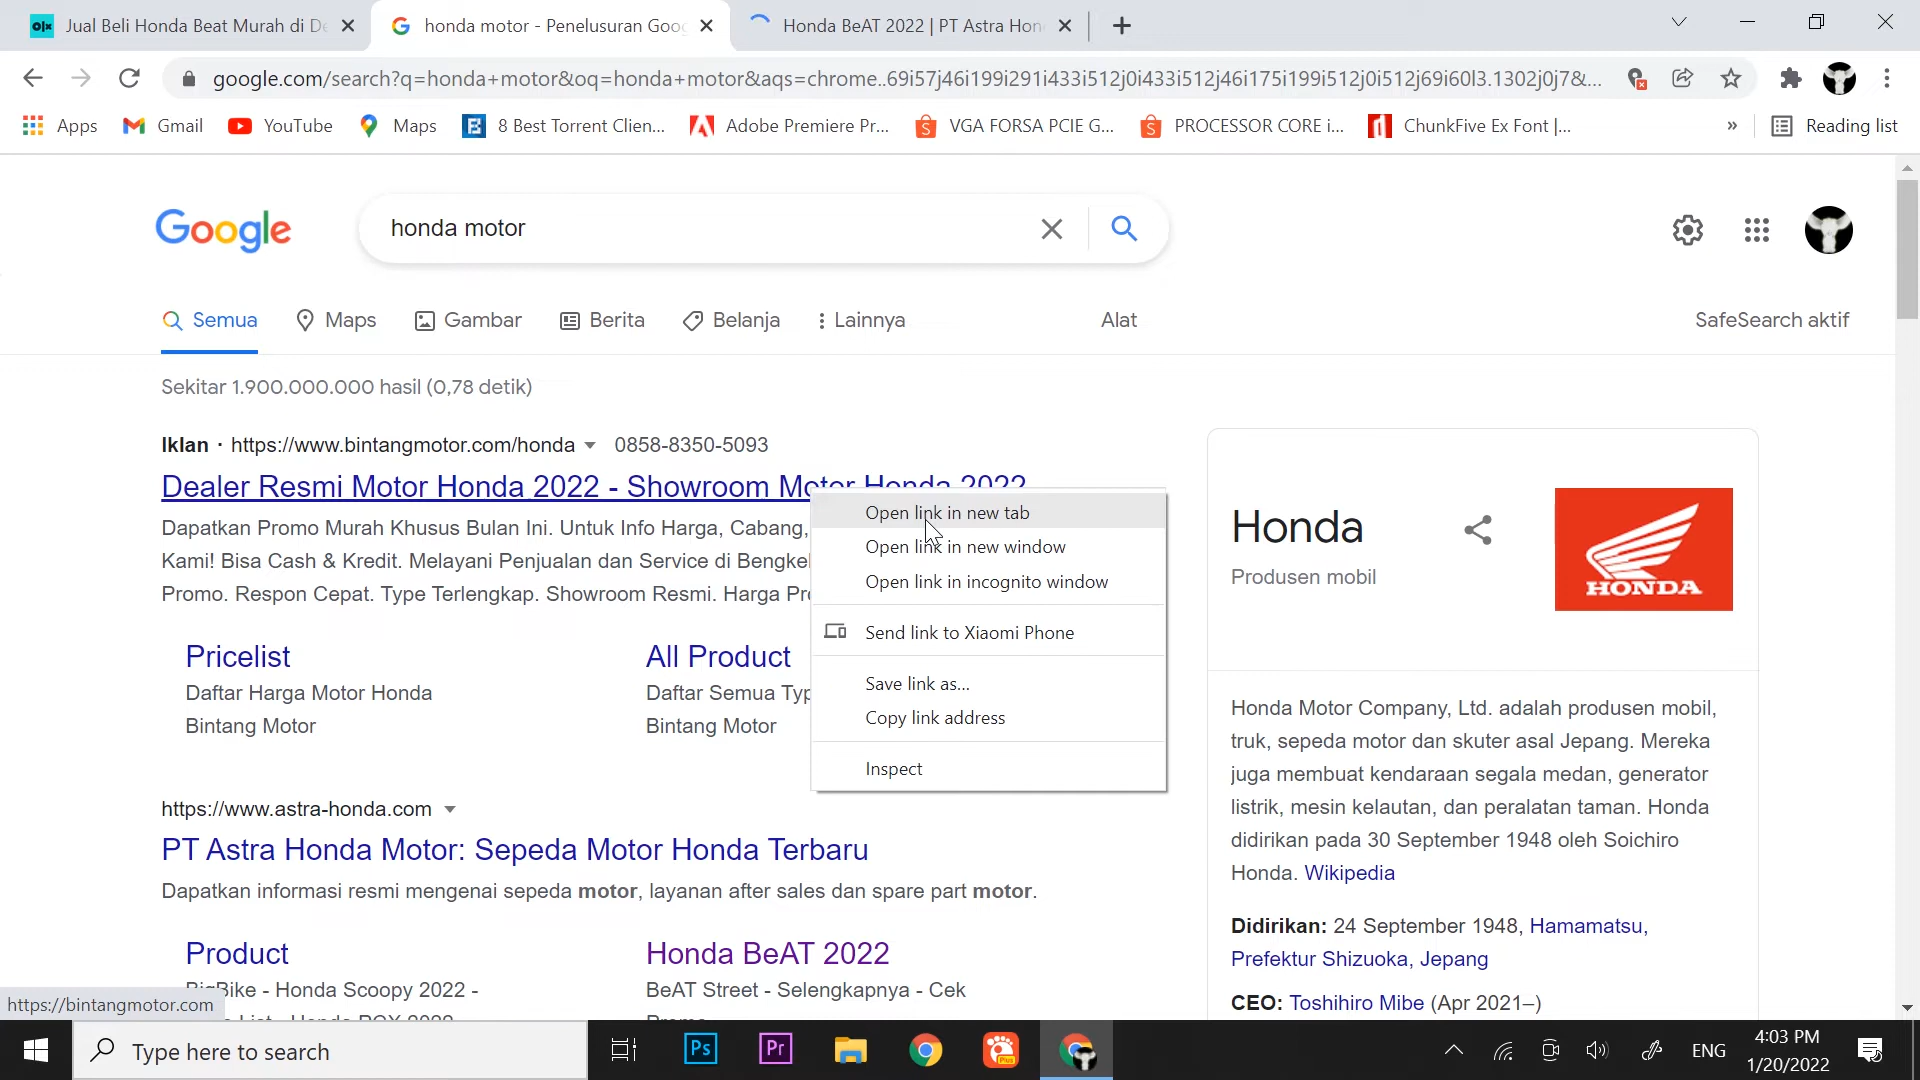 olx Jual Beli Honda Beat Murah di De
honda motor - Penelusuran Goog
Honda BeAT 2022 | PT Astra Hon
google.com/search?q=honda+motor&oq=honda+motor&aqs=chrome..69i57j46i199i291i433i512j0i433i512j46i175i199i512j0i512j69i60l3.1302j0j7&...
Apps Gmail YouTube Maps 8 Best Torrent Clien... Adobe Premiere Pr... VGA FORSA PCIE G... PROCESSOR CORE i... ChunkFive Ex Font |... » Reading list
Google
honda motor
Semua Maps Gambar Berita Belanja Lainnya Alat SafeSearch aktif
Sekitar 1.900.000.000 hasil (0,78 detik)
Iklan · https://www.bintangmotor.com/honda 0858-8350-5093
Dealer Resmi Motor Honda 2022 - Showroom Motor Honda 2022
Dapatkan Promo Murah Khusus Bulan Ini. Untuk Info Harga, Cabang,
Kami! Bisa Cash & Kredit. Melayani Penjualan dan Service di Bengke
Promo. Respon Cepat. Type Terlengkap. Showroom Resmi. Harga Pr
Pricelist
Daftar Harga Motor Honda
Bintang Motor
All Product
Daftar Semua Typ
Bintang Motor
Open link in new tab
Open link in new window
Open link in incognito window
Send link to Xiaomi Phone
Save link as...
Copy link address
Inspect
https://www.astra-honda.com
PT Astra Honda Motor: Sepeda Motor Honda Terbaru
Dapatkan informasi resmi mengenai sepeda motor, layanan after sales dan spare part motor.
Product
BigBike - Honda Scoopy 2022 -
List - Honda PCX 2022
Honda BeAT 2022
BeAT Street - Selengkapnya - Cek
Promo
Honda
Produsen mobil
HONDA
Honda Motor Company, Ltd. adalah produsen mobil,
truk, sepeda motor dan skuter asal Jepang. Mereka
juga membuat kendaraan segala medan, generator
listrik, mesin kelautan, dan peralatan taman. Honda
didirikan pada 30 September 1948 oleh Soichiro
Honda. Wikipedia
Didirikan: 24 September 1948, Hamamatsu,
Prefektur Shizuoka, Jepang
CEO: Toshihiro Mibe (Apr 2021–)
https://bintangmotor.com
Type here to search
Ps
Pr
Plus
ENG
4:03 PM
1/20/2022